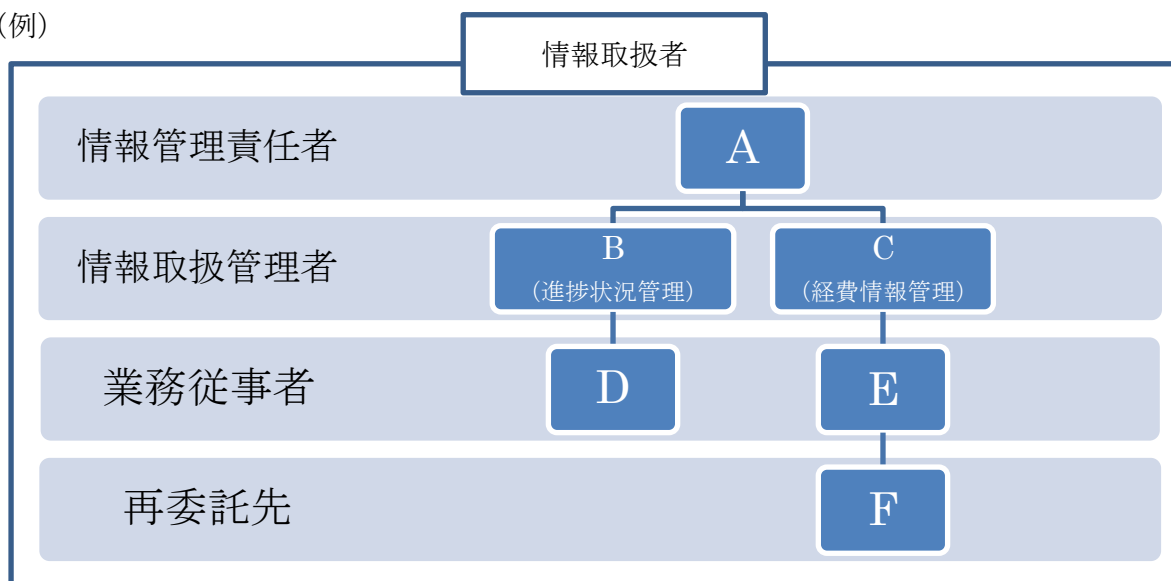 （例）
情報取扱者
情報管理責任者
A
情報取扱管理者
B
（進捗状況管理）
C
（経費情報管理）
業務従事者
D
E
再委託先
F